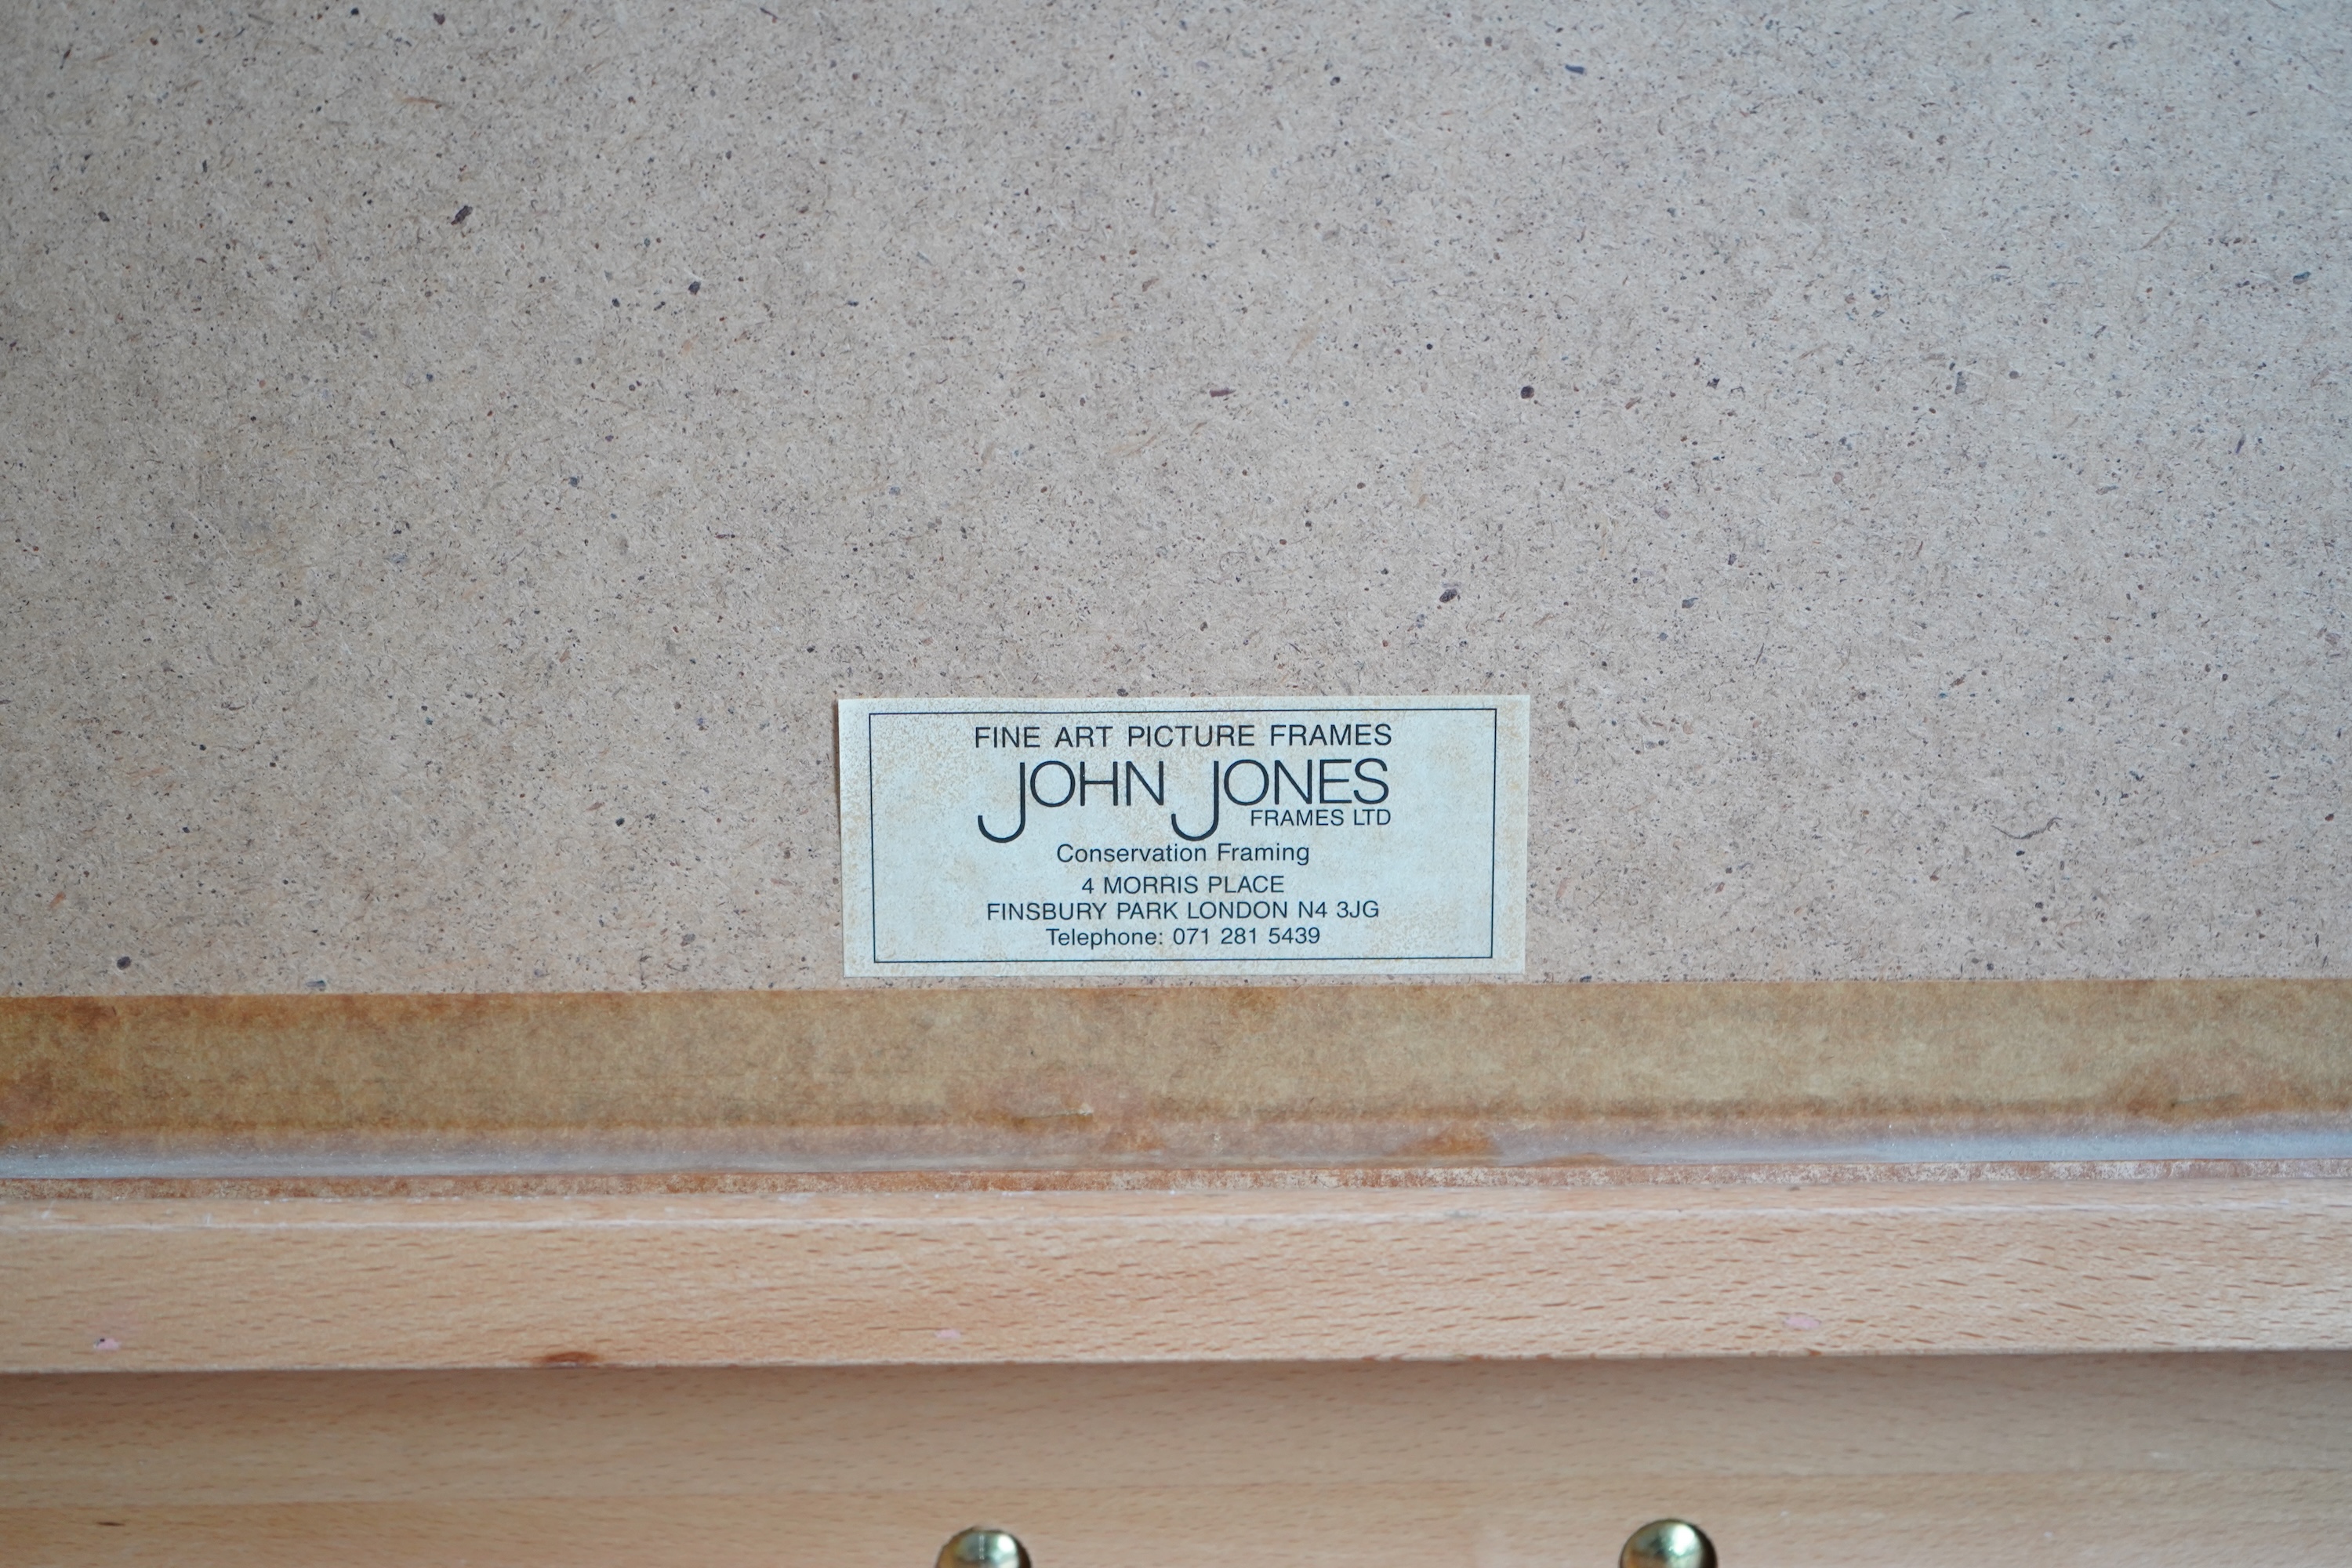 FINE ART PICTURE FRAMES
JOHN JONES
FRAMES LTD
Conservation Framing
4 MORRIS PLACE
FINSBURY PARK LONDON N4 3JG
Telephone: 071 281 5439